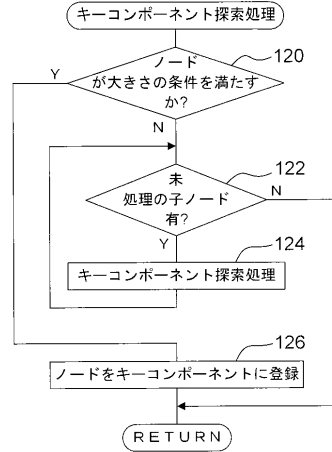 キーコンポーネント探索処理
ノード
が大きさの条件を満たす
か?
120
Y
N
未
処理の子ノード
有?
122
N
Y
124
キーコンポーネント探索処理
126
ノードをキーコンポーネントに登録
RETURN